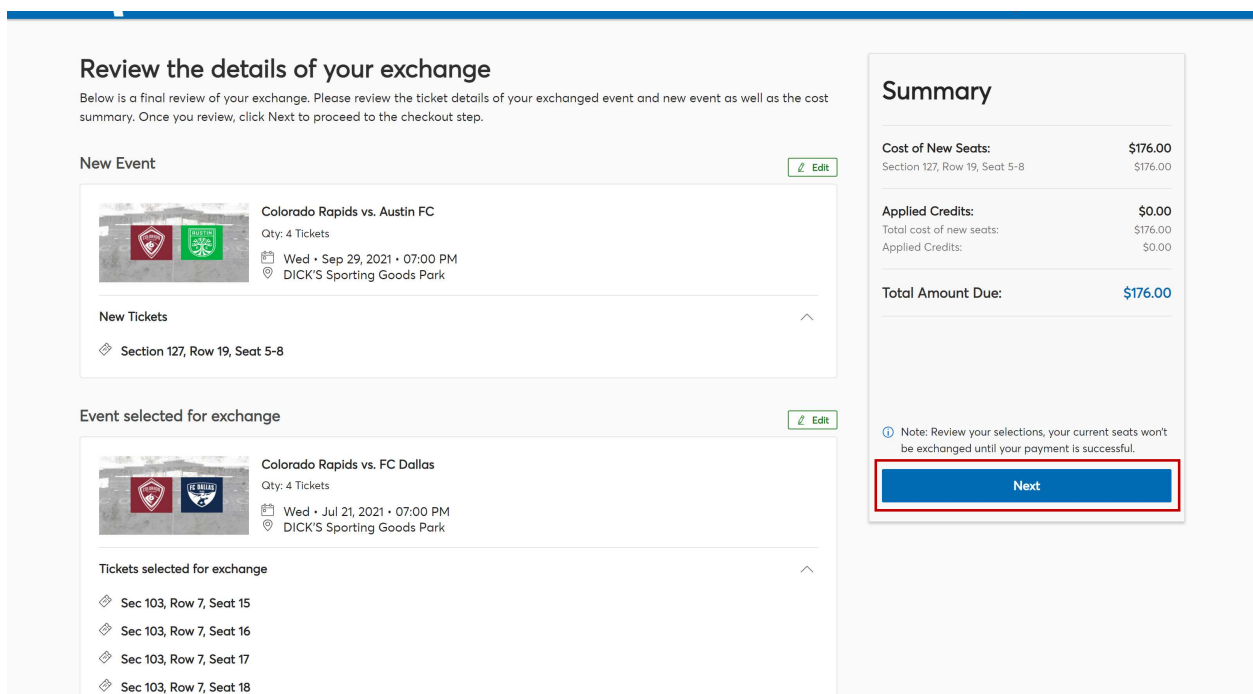 Review the details of your exchange
Below is a final review of your exchange. Please review the ticket details of your exchanged event and new event as well as the cost
summary. Once you review, click Next to proceed to the checkout step.
New Event
Edit
COLORADO
AUSTIN
Colorado Rapids vs. Austin FC
Qty: 4 Tickets
Wed • Sep 29, 2021 • 07:00 PM
DICK'S Sporting Goods Park
New Tickets
Section 127, Row 19, Seat 5-8
Event selected for exchange
Edit
COLORADO
FC DALLAS
Colorado Rapids vs. FC Dallas
Qty: 4 Tickets
Wed • Jul 21, 2021 • 07:00 PM
DICK'S Sporting Goods Park
Tickets selected for exchange
Sec 103, Row 7, Seat 15
Sec 103, Row 7, Seat 16
Sec 103, Row 7, Seat 17
Sec 103, Row 7, Seat 18
Summary
Cost of New Seats: $176.00
Section 127, Row 19, Seat 5-8 $176.00
Applied Credits: $0.00
Total cost of new seats: $176.00
Applied Credits: $0.00
Total Amount Due: $176.00
Note: Review your selections, your current seats won't
be exchanged until your payment is successful.
Next